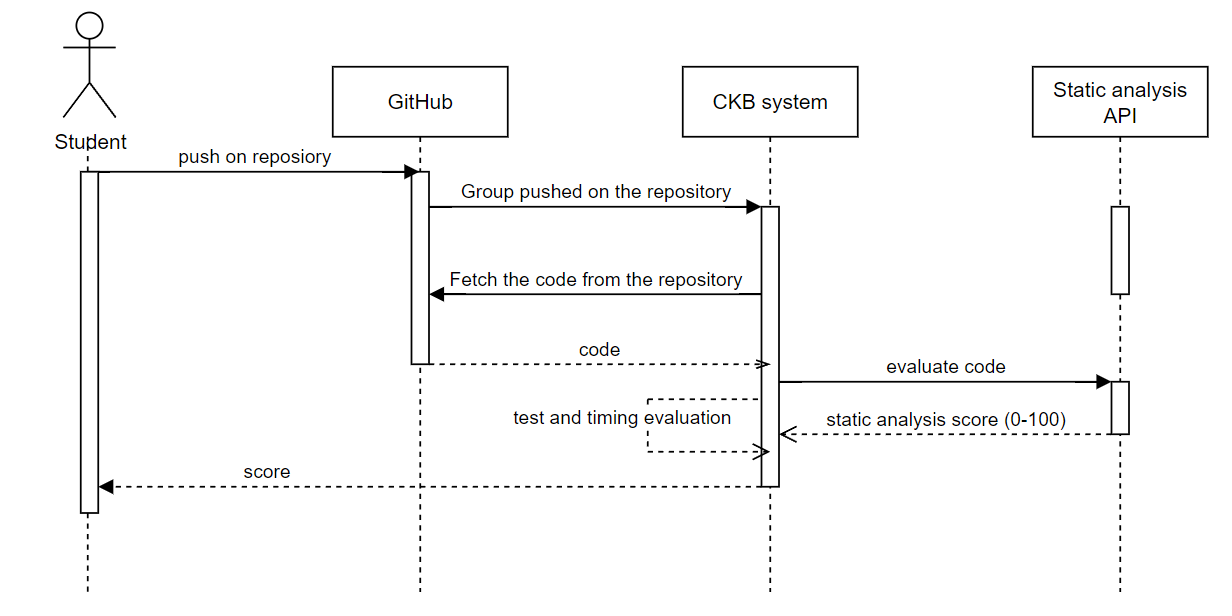 Student
GitHub
CKB system
Static analysis
API
push on reposiory
Group pushed on the repository
Fetch the code from the repository
code
evaluate code
test and timing evaluation
static analysis score (0-100)
score